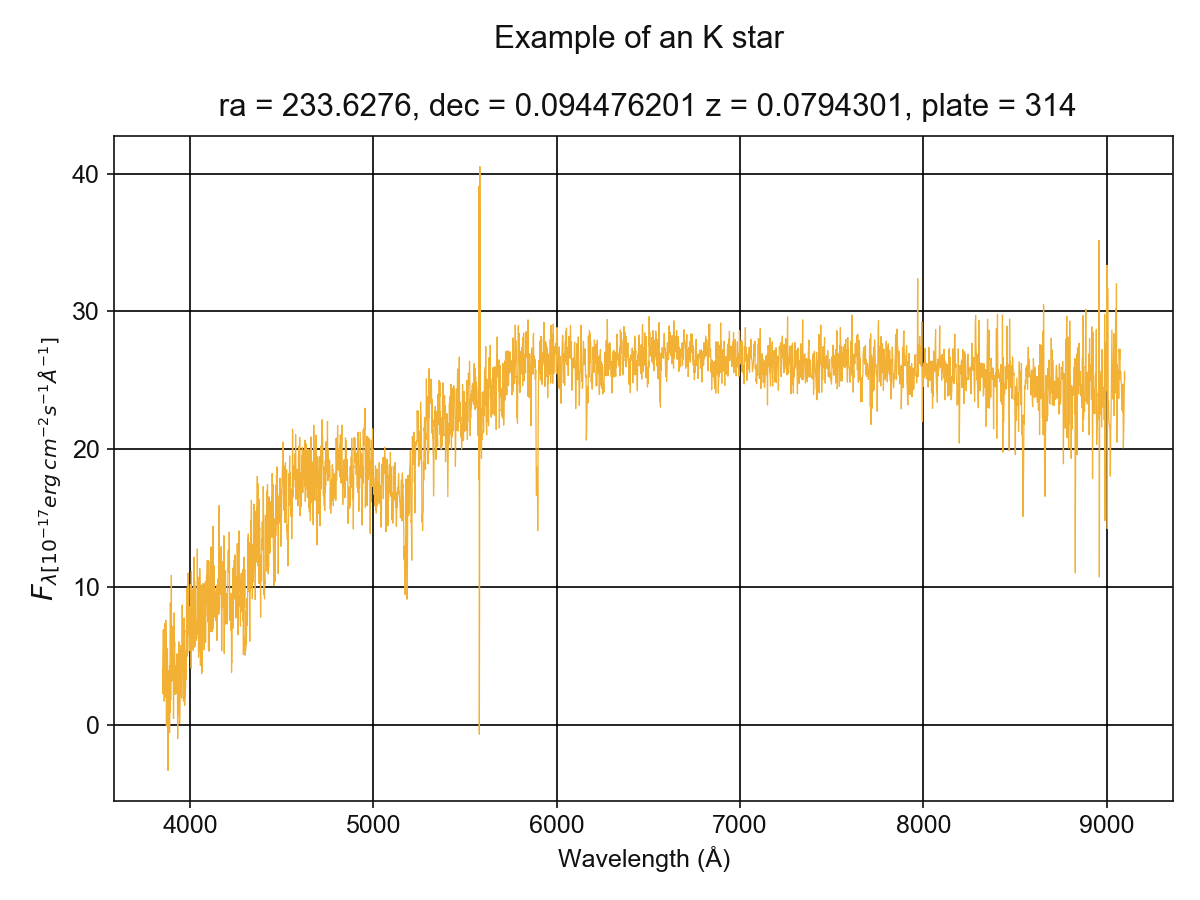 Example of an K star
ra = 233.6276, dec = 0.094476201 z = 0.0794301, plate = 314
40
30
20
10
0
F_{λ[10^{-17} erg cm^{-2} s^{-1} Å^{-1}]}
4000 5000 6000 7000 8000 9000
Wavelength (Å)